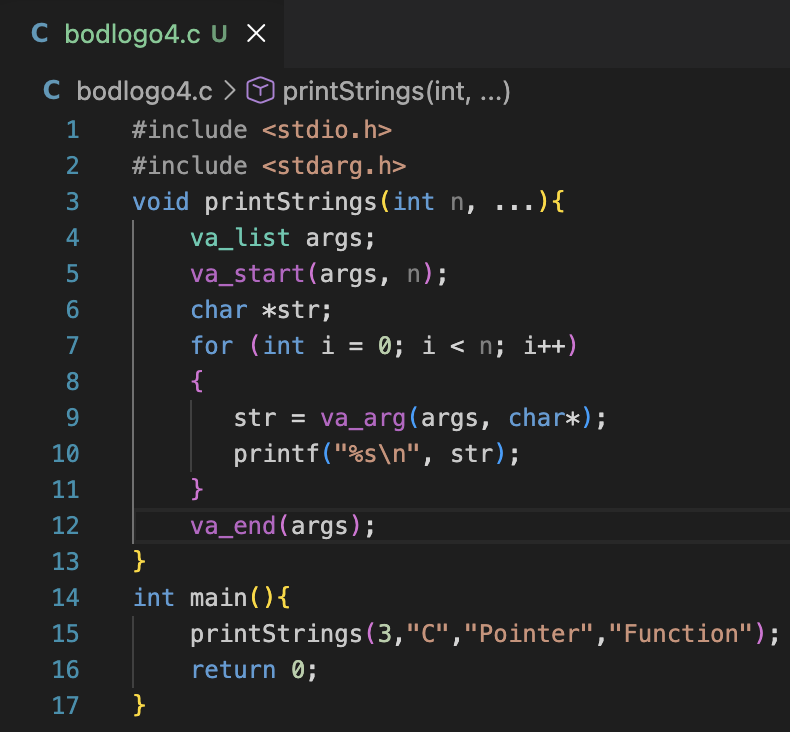 C bodlogo4.c U ×
C bodlogo4.c > printStrings(int, ...)
1 #include <stdio.h>
2 #include <stdarg.h>
3 void printStrings(int n, ...){
4     va_list args;
5     va_start(args, n);
6     char *str;
7     for (int i = 0; i < n; i++)
8     {
9        str = va_arg(args, char*);
10        printf("%s\n", str);
11     }
12     va_end(args);
13 }
14 int main(){
15     printStrings(3,"C","Pointer","Function");
16     return 0;
17 }